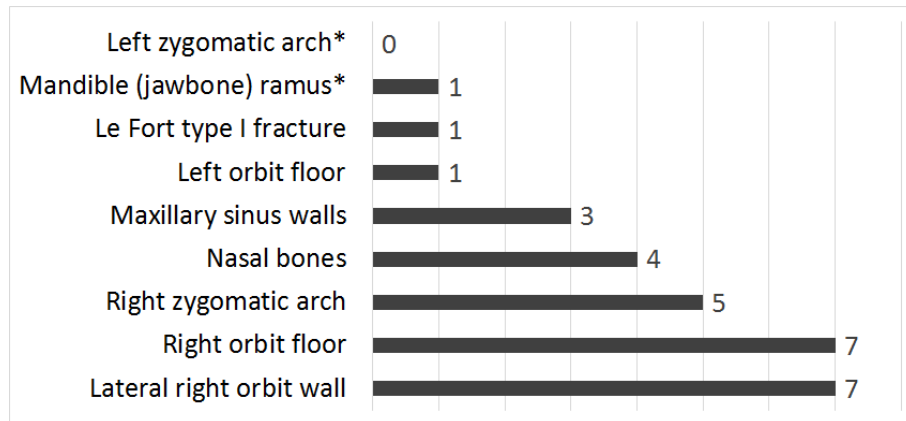 Left zygomatic arch* 0
Mandible (jawbone) ramus* 1
Le Fort type I fracture 1
Left orbit floor 1
Maxillary sinus walls 3
Nasal bones 4
Right zygomatic arch 5
Right orbit floor 7
Lateral right orbit wall 7